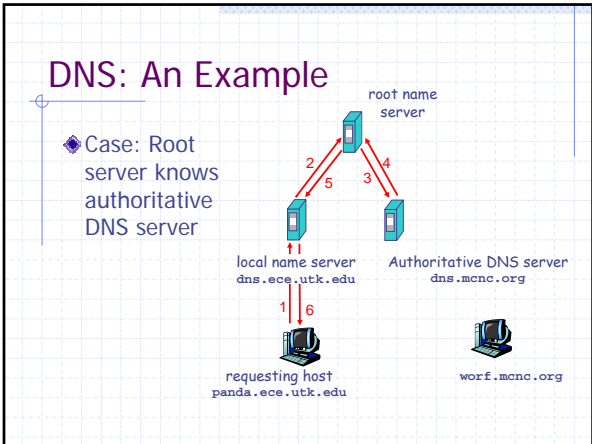 DNS: An Example
Case: Root
server knows
authoritative
DNS server
root name
server
2
5
3
4
local name server
dns.ece.utk.edu
Authoritative DNS server
dns.mcnc.org
1
6
requesting host
panda.ece.utk.edu
worf.mcnc.org